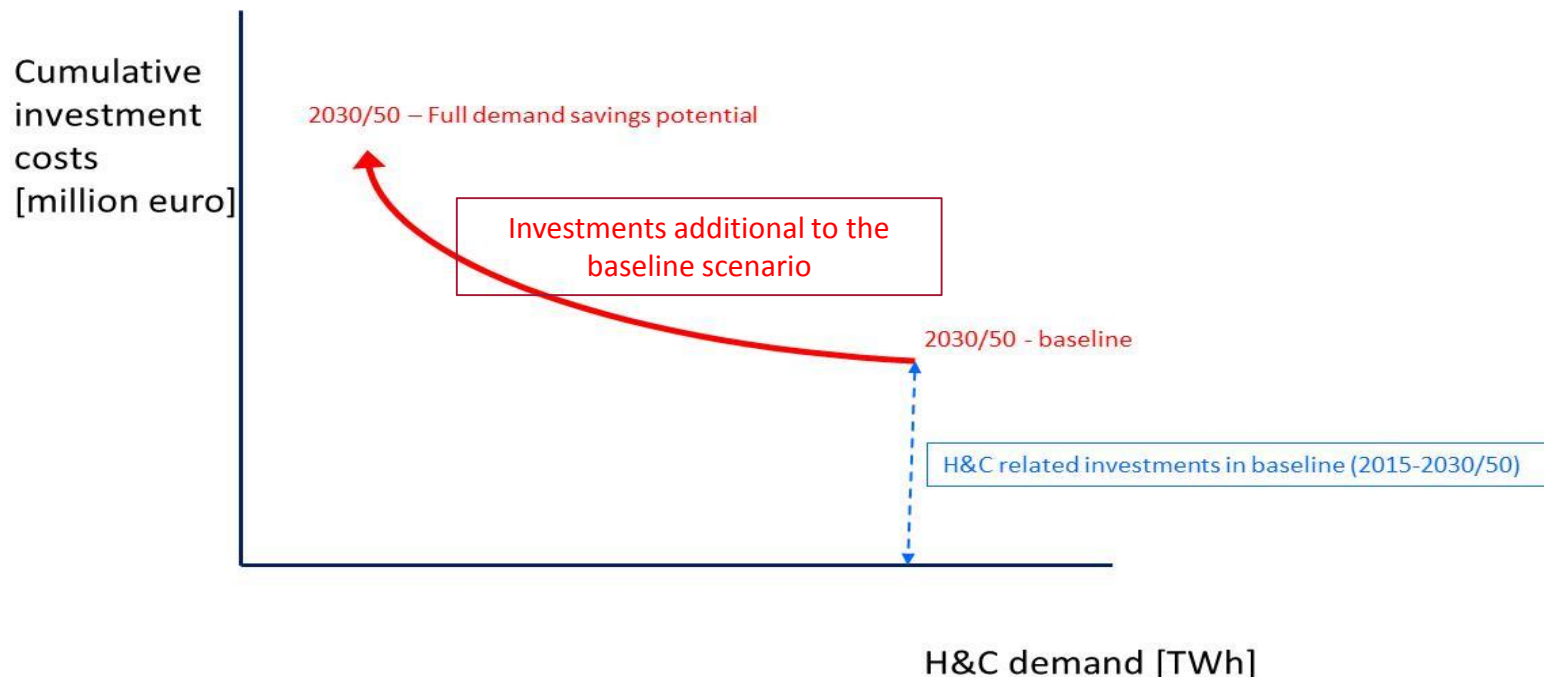 Cumulative
investment
costs
[million euro]
2030/50 – Full demand savings potential
Investments additional to the
baseline scenario
2030/50 - baseline
H&C related investments in baseline (2015-2030/50)
H&C demand [TWh]